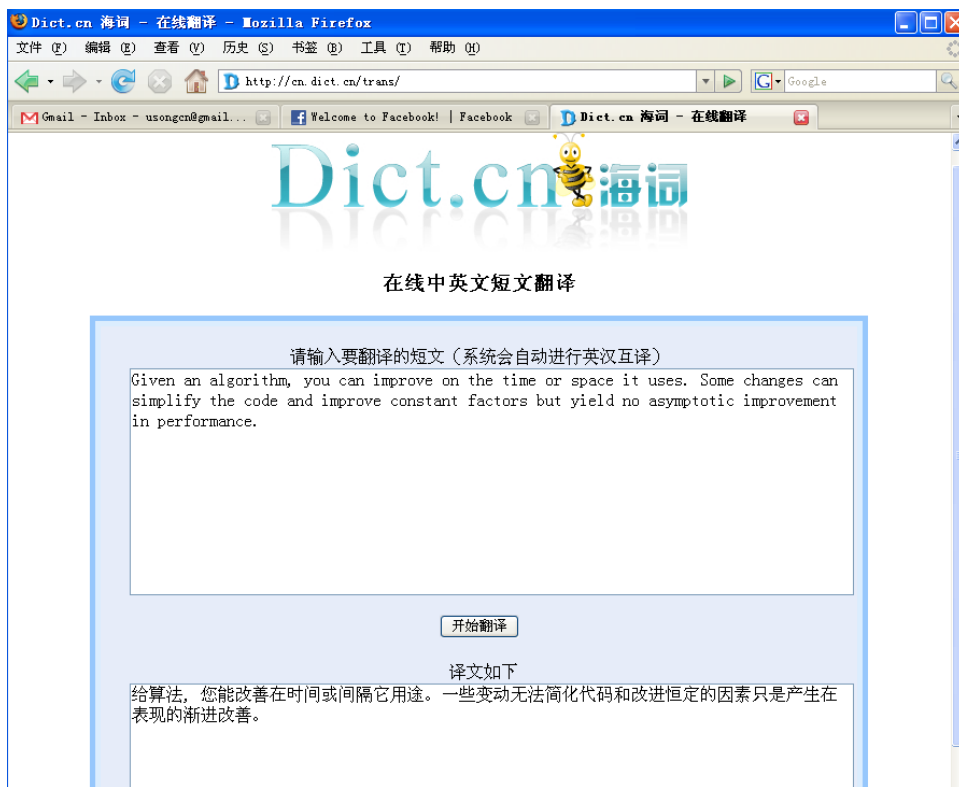 Dict.cn 海词 - 在线翻译 - Mozilla Firefox
文件 (F) 编辑 (E) 查看 (V) 历史 (S) 书签 (B) 工具 (T) 帮助 (H)
http://cn.dict.cn/trans/ Google
Gmail - Inbox - usongcn@gmail... Welcome to Facebook! | Facebook Dict.cn 海词 - 在线翻译
Dict.cn 海词
在线中英文短文翻译
请输入要翻译的短文（系统会自动进行英汉互译）
Given an algorithm, you can improve on the time or space it uses. Some changes can
simplify the code and improve constant factors but yield no asymptotic improvement
in performance.
开始翻译
译文如下
给算法, 您能改善在时间或间隔它用途。一些变动无法简化代码和改进恒定的因素只是产生在
表现的渐进改善。